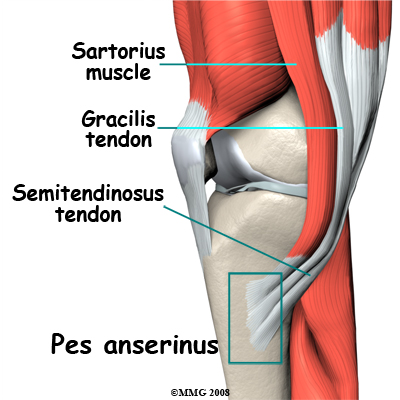 Sartorius
muscle
Gracilis
tendon
Semitendinosus
tendon
Pes anserinus
©MMG 2008